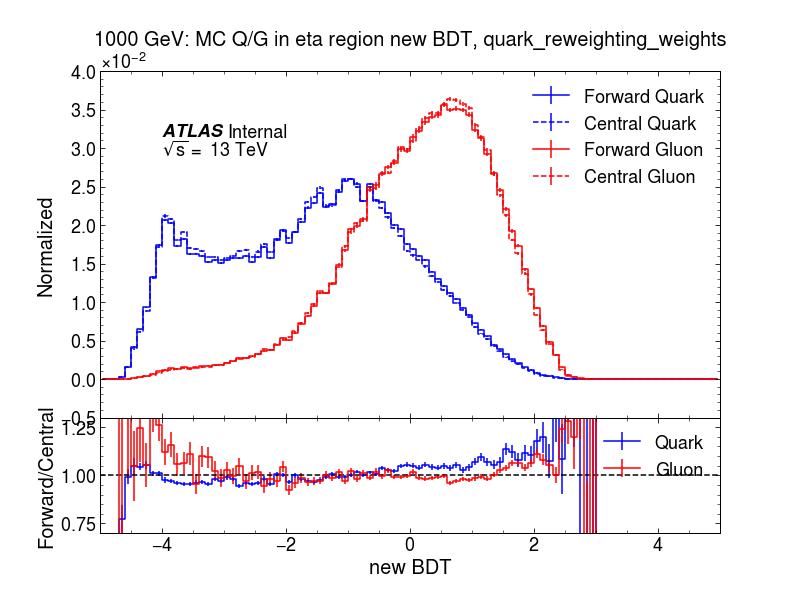 1000 GeV: MC Q/G in eta region new BDT, quark_reweighting_weights
×10⁻²
4.0
3.5
3.0
2.5
2.0
1.5
1.0
0.5
0.0
0.5
Normalized
ATLAS Internal
√s = 13 TeV
Forward Quark
Central Quark
Forward Gluon
Central Gluon
1.25
1.00
0.75
Forward/Central
Quark
Gluon
−4 −2 0 2 4
new BDT